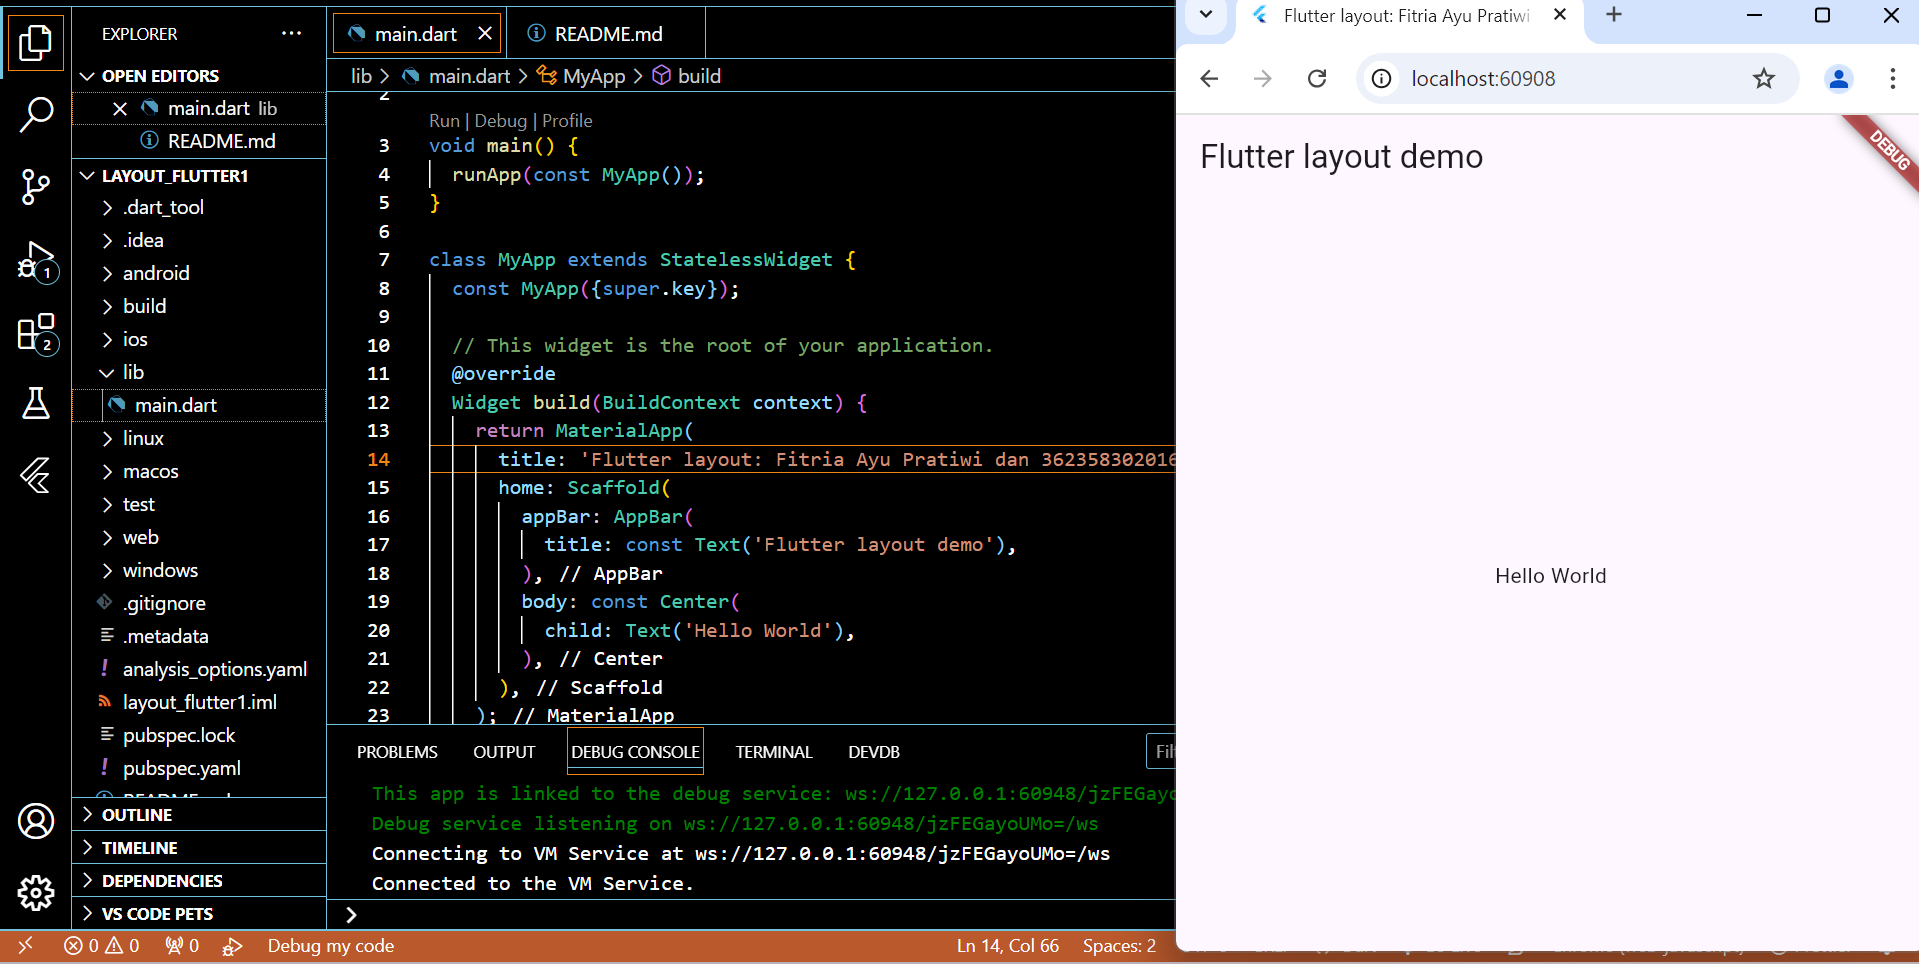 EXPLORER
OPEN EDITORS
main.dart lib
README.md
LAYOUT_FLUTTER1
.dart_tool
.idea
android
build
ios
lib
main.dart
linux
macos
test
web
windows
.gitignore
.metadata
analysis_options.yaml
layout_flutter1.iml
pubspec.lock
pubspec.yaml
README.md
OUTLINE
TIMELINE
DEPENDENCIES
VS CODE PETS
1
2
main.dart
README.md
lib > main.dart > MyApp > build
2
Run | Debug | Profile
3 void main() {
4 runApp(const MyApp());
5 }
6
7 class MyApp extends StatelessWidget {
8 const MyApp({super.key});
9
10 // This widget is the root of your application.
11 @override
12 Widget build(BuildContext context) {
13 return MaterialApp(
14 title: 'Flutter layout: Fitria Ayu Pratiwi dan 362358302016
15 home: Scaffold(
16 appBar: AppBar(
17 title: const Text('Flutter layout demo'),
18 ), // AppBar
19 body: const Center(
20 child: Text('Hello World'),
21 ), // Center
22 ), // Scaffold
23 ); // MaterialApp
PROBLEMS OUTPUT DEBUG CONSOLE TERMINAL DEVDB
This app is linked to the debug service: ws://127.0.0.1:60948/jzFEGayo
Debug service listening on ws://127.0.0.1:60948/jzFEGayoUMo=/ws
Connecting to VM Service at ws://127.0.0.1:60948/jzFEGayoUMo=/ws
Connected to the VM Service.
>
0 0 0 Debug my code Ln 14, Col 66 Spaces: 2
Flutter layout: Fitria Ayu Pratiwi
localhost:60908
Flutter layout demo
DEBUG
Hello World